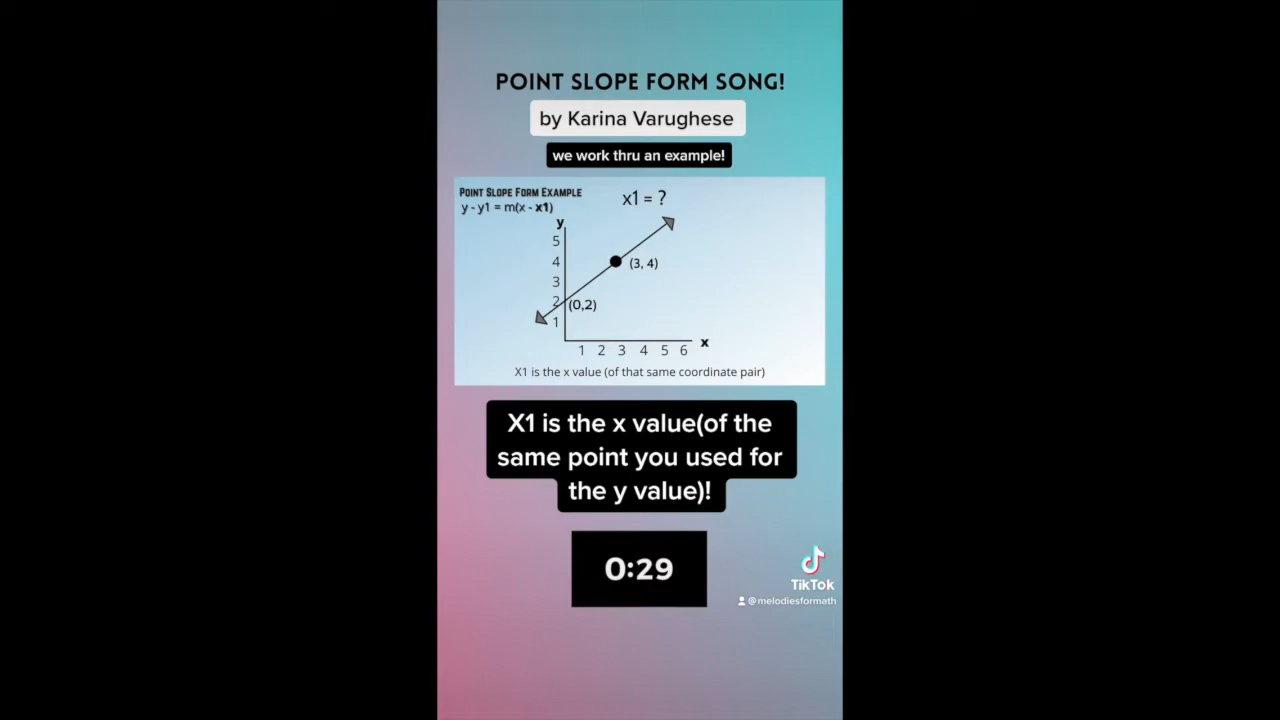 POINT SLOPE FORM SONG!
by Karina Varughese
we work thru an example!
POINT SLOPE FORM EXAMPLE
y - y1 = m(x - x1)
x1 = ?
y
5
4
3
2
1
(3, 4)
(0,2)
1 2 3 4 5 6
x
X1 is the x value (of that same coordinate pair)
X1 is the x value(of the
same point you used for
the y value)!
0:29
TikTok
@melodiesformath